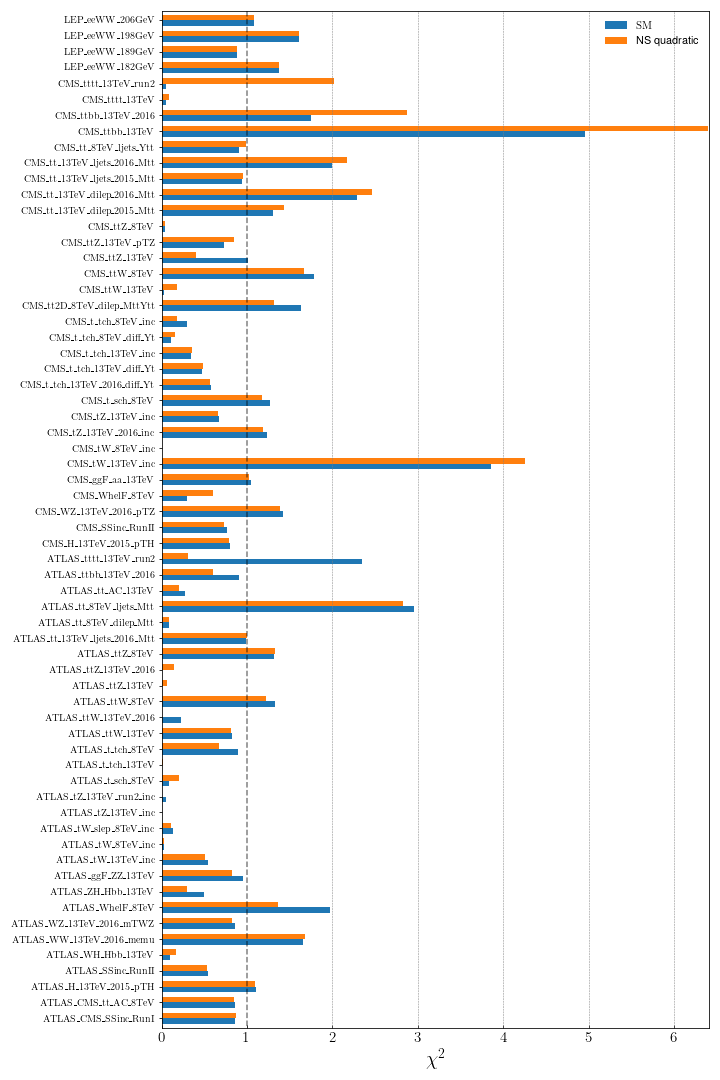 SM
NS quadratic
LEP_eeWW_206GeV
LEP_eeWW_198GeV
LEP_eeWW_189GeV
LEP_eeWW_182GeV
CMS_tttt_13TeV_run2
CMS_tttt_13TeV
CMS_ttbb_13TeV_2016
CMS_ttbb_13TeV
CMS_tt_8TeV_ljets_Ytt
CMS_tt_13TeV_ljets_2016_Mtt
CMS_tt_13TeV_ljets_2015_Mtt
CMS_tt_13TeV_dilep_2016_Mtt
CMS_tt_13TeV_dilep_2015_Mtt
CMS_ttZ_8TeV
CMS_ttZ_13TeV_pTZ
CMS_ttZ_13TeV
CMS_ttW_8TeV
CMS_ttW_13TeV
CMS_tt2D_8TeV_dilep_MttYtt
CMS_t_tch_8TeV_inc
CMS_t_tch_8TeV_diff_Yt
CMS_t_tch_13TeV_inc
CMS_t_tch_13TeV_diff_Yt
CMS_t_tch_13TeV_2016_diff_Yt
CMS_t_sch_8TeV
CMS_tZ_13TeV_inc
CMS_tZ_13TeV_2016_inc
CMS_tW_8TeV_inc
CMS_tW_13TeV_inc
CMS_ggF_aa_13TeV
CMS_WhelF_8TeV
CMS_WZ_13TeV_2016_pTZ
CMS_SSinc_RunII
CMS_H_13TeV_2015_pTH
ATLAS_tttt_13TeV_run2
ATLAS_ttbb_13TeV_2016
ATLAS_tt_AC_13TeV
ATLAS_tt_8TeV_ljets_Mtt
ATLAS_tt_8TeV_dilep_Mtt
ATLAS_tt_13TeV_ljets_2016_Mtt
ATLAS_ttZ_8TeV
ATLAS_ttZ_13TeV_2016
ATLAS_ttZ_13TeV
ATLAS_ttW_8TeV
ATLAS_ttW_13TeV_2016
ATLAS_ttW_13TeV
ATLAS_t_tch_8TeV
ATLAS_t_tch_13TeV
ATLAS_t_sch_8TeV
ATLAS_tZ_13TeV_run2_inc
ATLAS_tZ_13TeV_inc
ATLAS_tW_slep_8TeV_inc
ATLAS_tW_8TeV_inc
ATLAS_tW_13TeV_inc
ATLAS_ggF_ZZ_13TeV
ATLAS_ZH_Hbb_13TeV
ATLAS_WhelF_8TeV
ATLAS_WZ_13TeV_2016_mTWZ
ATLAS_WW_13TeV_2016_memu
ATLAS_WH_Hbb_13TeV
ATLAS_SSinc_RunII
ATLAS_H_13TeV_2015_pTH
ATLAS_CMS_tt_AC_8TeV
ATLAS_CMS_SSinc_RunI
0 1 2 3 4 5 6
χ²